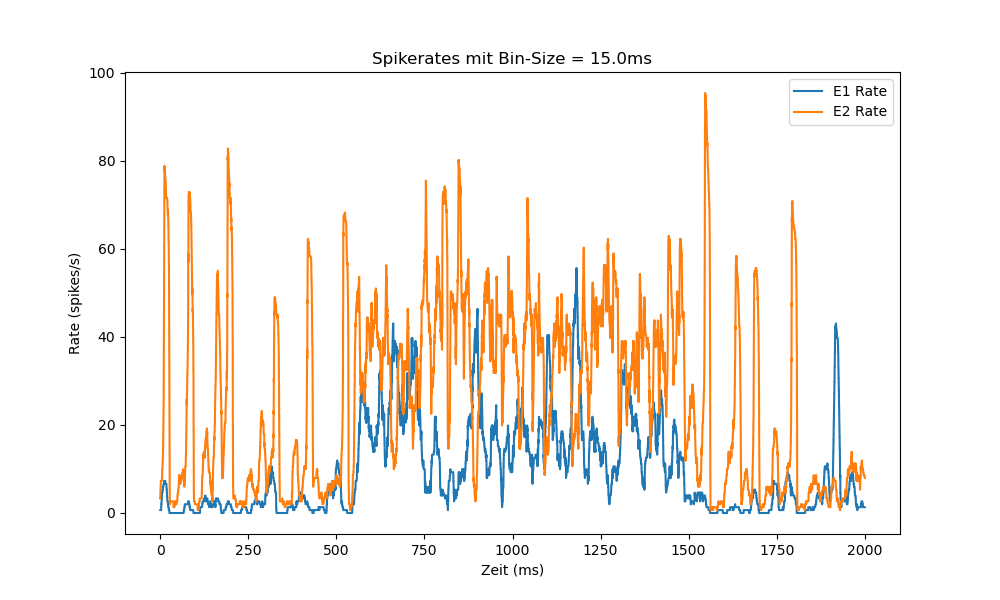 Spikerates mit Bin-Size = 15.0ms
E1 Rate
E2 Rate
Rate (spikes/s)
100
80
60
40
20
0
0 250 500 750 1000 1250 1500 1750 2000
Zeit (ms)